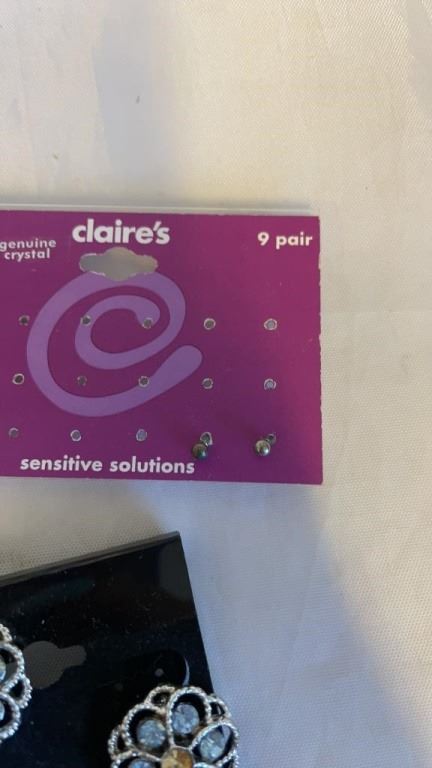 genuine
crystal
claire's
9 pair
sensitive solutions